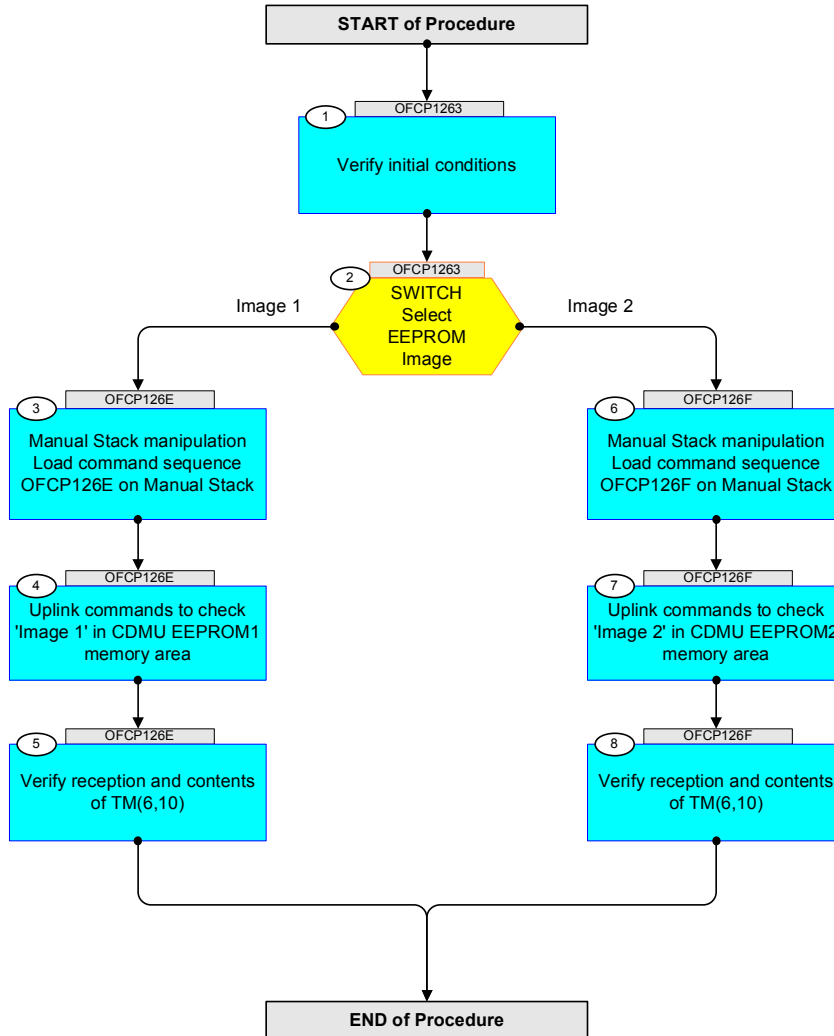 START of Procedure
OFCP1263
1
Verify initial conditions
OFCP1263
2
SWITCH
Select
EEPROM
Image
Image 1
Image 2
OFCP126E
3
Manual Stack manipulation
Load command sequence
OFCP126E on Manual Stack
OFCP126F
6
Manual Stack manipulation
Load command sequence
OFCP126F on Manual Stack
OFCP126E
4
Uplink commands to check
'Image 1' in CDMU EEPROM1
memory area
OFCP126F
7
Uplink commands to check
'Image 2' in CDMU EEPROM2
memory area
OFCP126E
5
Verify reception and contents
of TM(6,10)
OFCP126F
8
Verify reception and contents
of TM(6,10)
END of Procedure